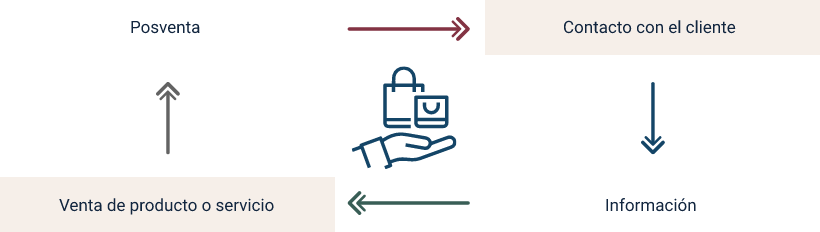 Posventa
Contacto con el cliente
Venta de producto o servicio
Información